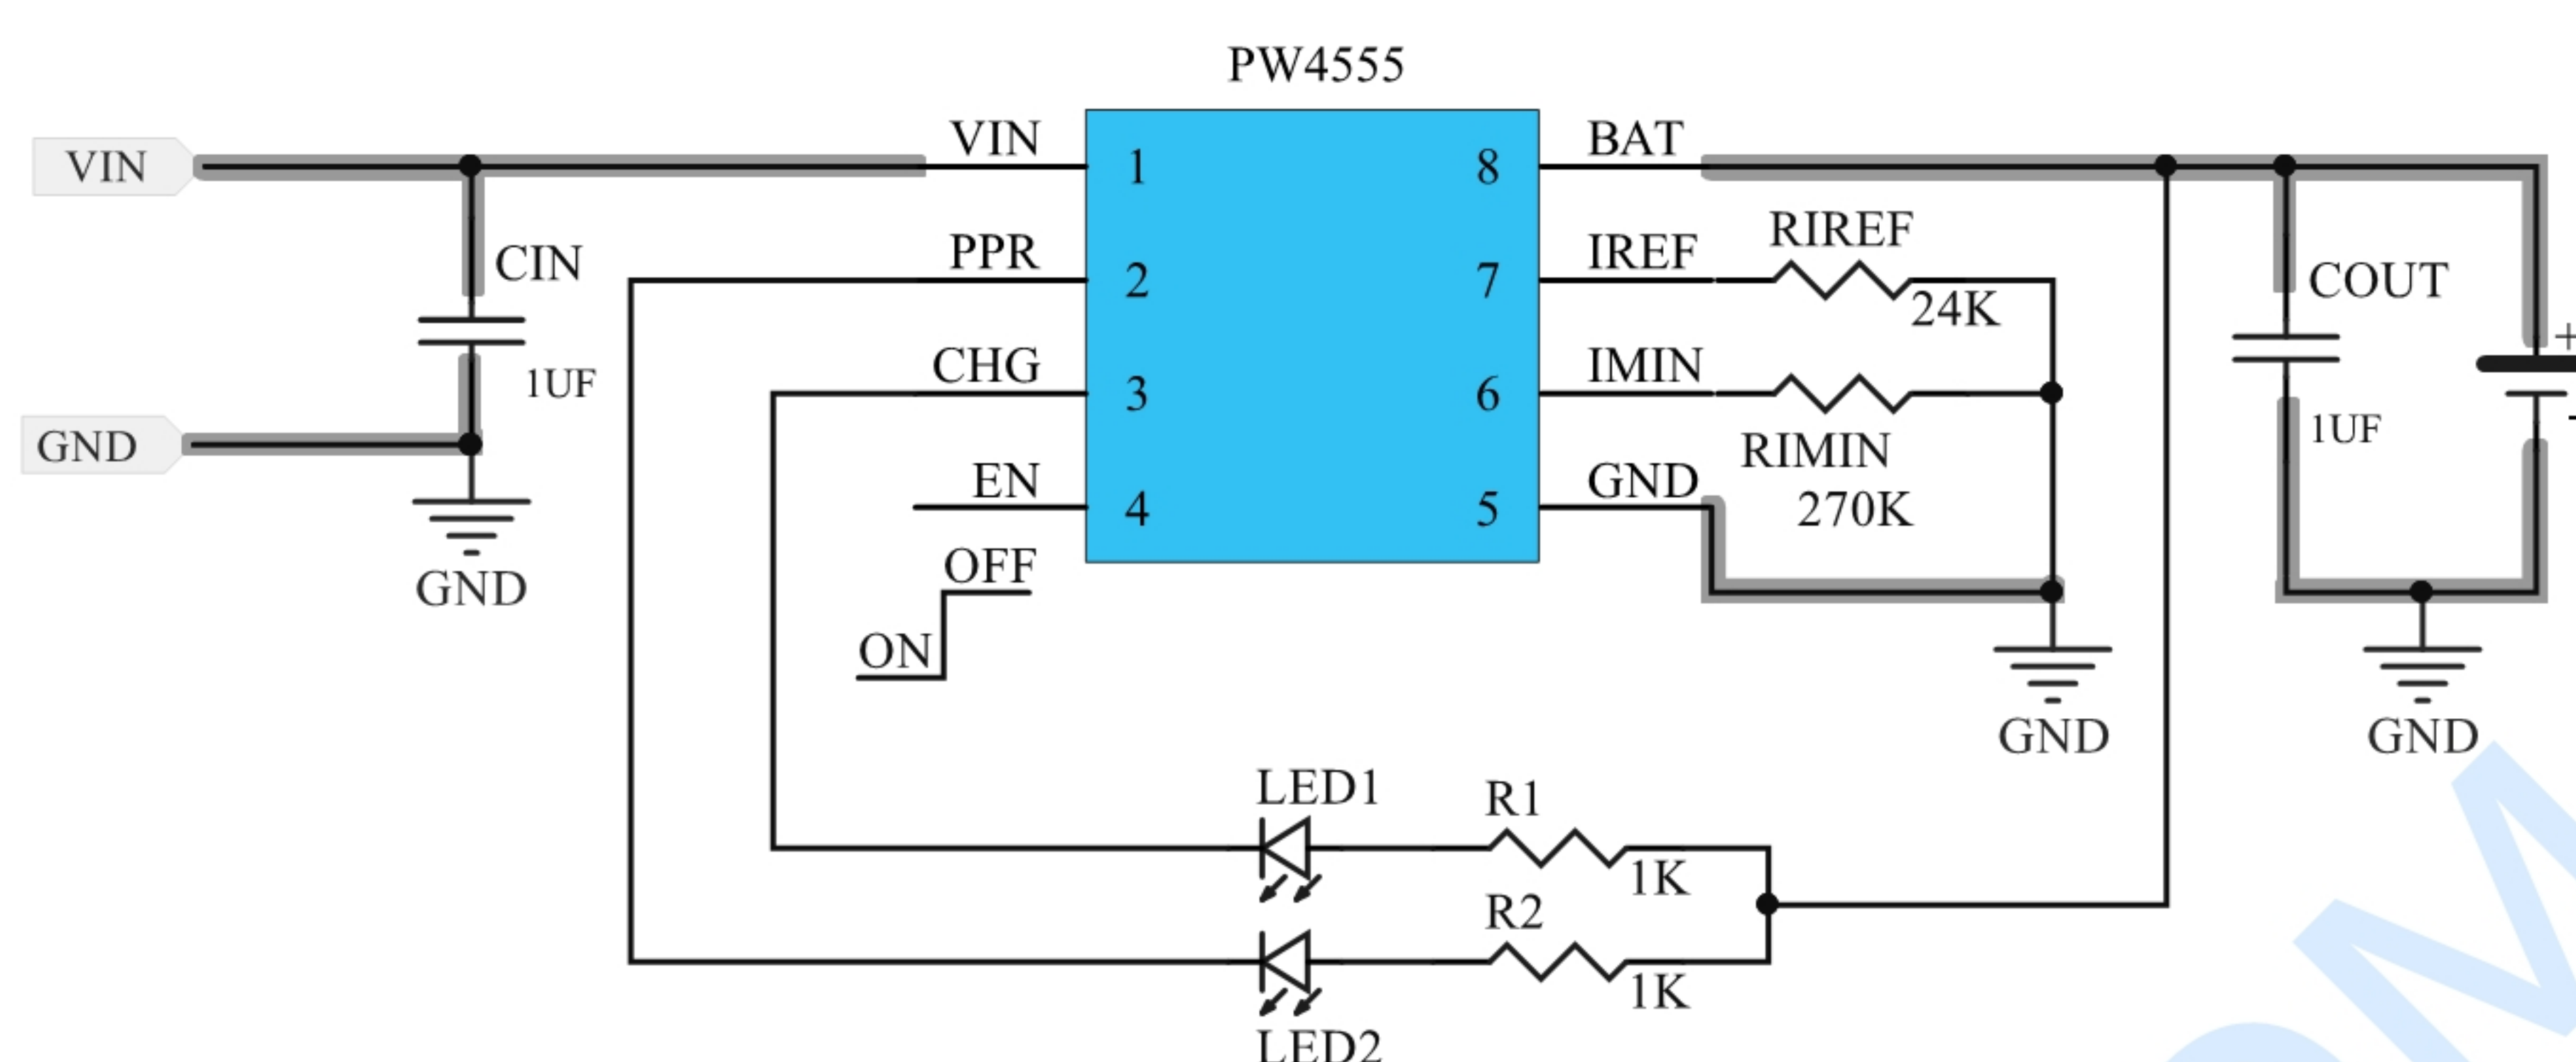 PW4555
VIN
VIN
1
8
BAT
PPR
2
7
IREF
RIREF
24K
CIN
1UF
CHG
3
6
IMIN
RIMIN
270K
COUT
1UF
+
-
GND
EN
4
5
GND
OFF
ON
GND
GND
GND
LED1
R1
1K
R2
1K
LED2
M